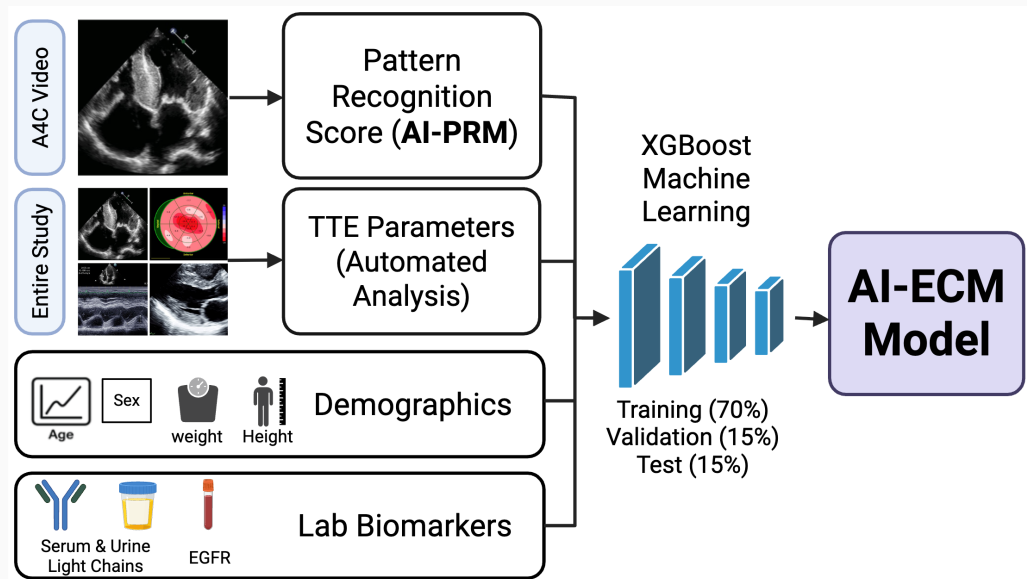 A4C Video
Pattern
Recognition
Score (AI-PRM)
Entire Study
TTE Parameters
(Automated
Analysis)
Age
Sex
weight
Height
Demographics
Serum & Urine
Light Chains
EGFR
Lab Biomarkers
XGBoost
Machine
Learning
Training (70%)
Validation (15%)
Test (15%)
AI-ECM
Model